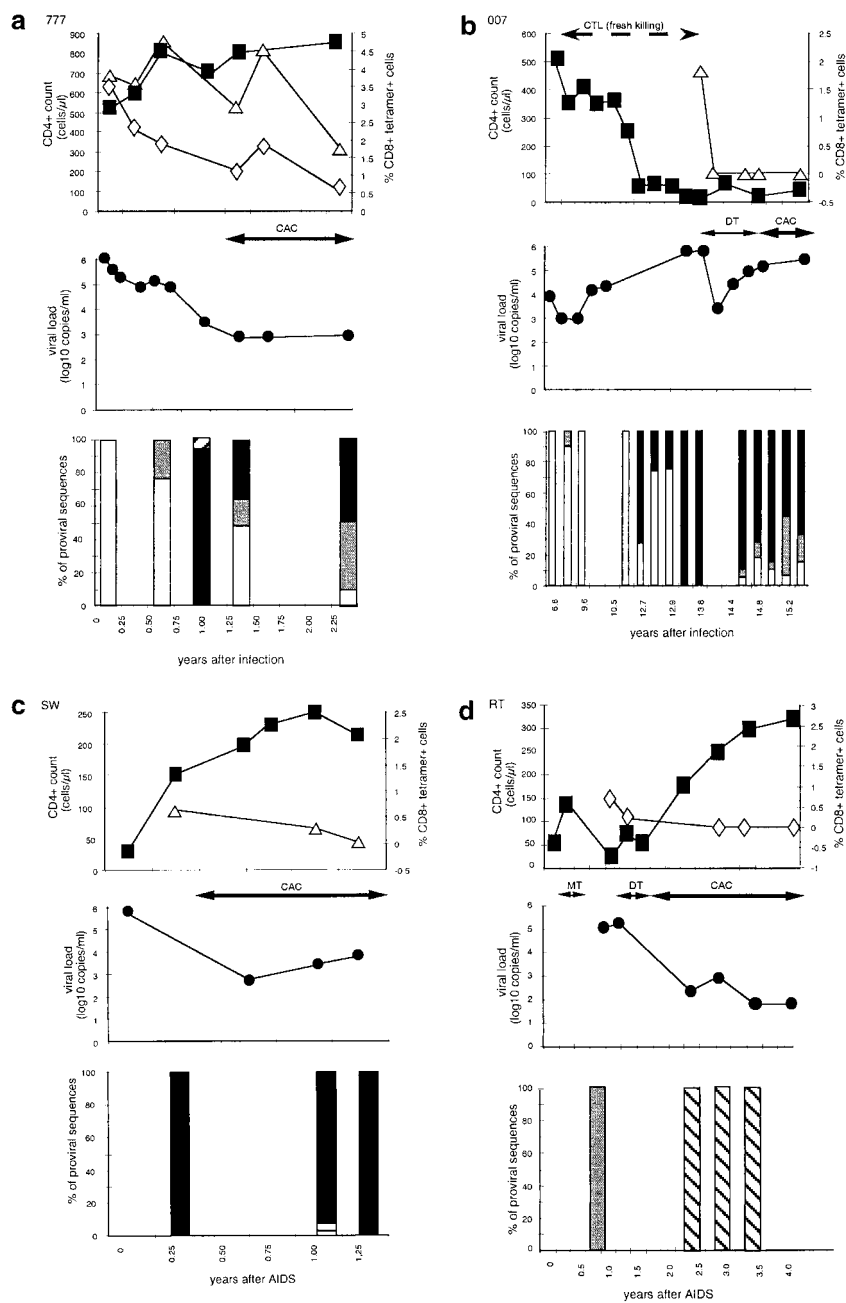 a 777
CD4+ count
(cells/µl)
900
800
700
600
500
400
300
200
100
0
5
4.5
4
3.5
3
2.5
2
1.5
1
0.5
0
% CD8+ tetramer+ cells
CAC
viral load
(log10 copies/ml)
6
5
4
3
2
1
0
% of proviral sequences
100
80
60
40
20
0
0 0.25 0.50 0.75 1.00 1.25 1.50 1.75 2.00 2.25
years after infection
b 007
CTL (fresh killing)
CD4+ count
(cells/µl)
600
500
400
300
200
100
0
2.5
2
1.5
1
0.5
0
-0.5
% CD8+ tetramer+ cells
DT CAC
viral load
(log10 copies/ml)
6
5
4
3
2
1
0
% of proviral sequences
100
80
60
40
20
0
6.8 9.6 10.5 12.7 12.9 13.8 14.4 14.8 15.2
years after infection
c SW
CD4+ count
(cells/µl)
250
200
150
100
50
0
2.5
2
1.5
1
0.5
0
-0.5
% CD8+ tetramer+ cells
CAC
viral load
(log10 copies/ml)
6
5
4
3
2
1
0
% of proviral sequences
100
80
60
40
20
0
0 0.25 0.50 0.75 1.00 1.25
years after AIDS
d RT
CD4+ count
(cells/µl)
350
300
250
200
150
100
50
0
3
2.5
2
1.5
1
0.5
0
-0.5
-1
% CD8+ tetramer+ cells
MT DT CAC
viral load
(log10 copies/ml)
6
5
4
3
2
1
0
% of proviral sequences
100
80
60
40
20
0
0 0.5 1.0 1.5 2.0 2.5 3.0 3.5 4.0
years after AIDS